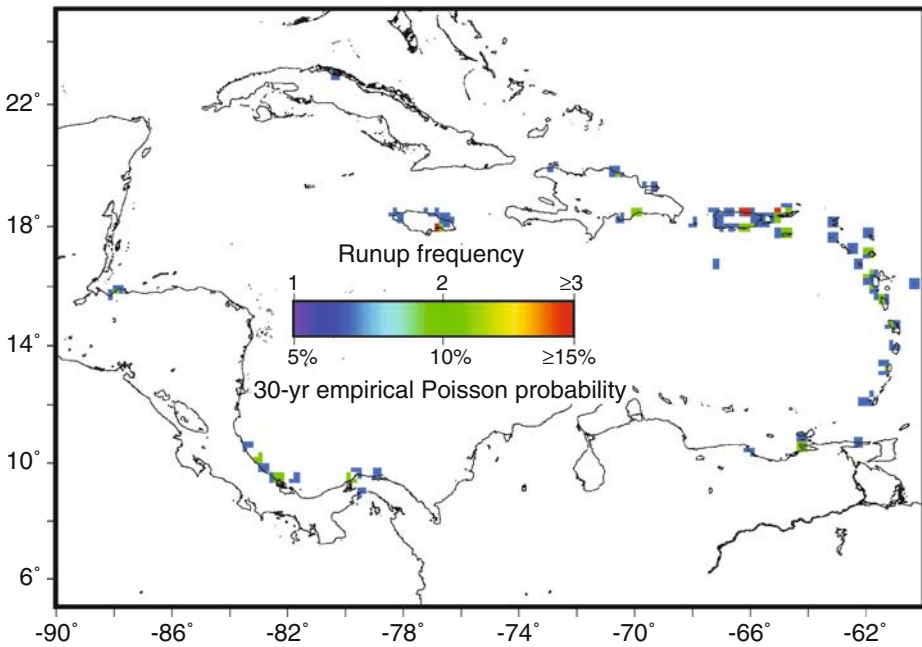 22˚
18˚
Runup frequency
1 2 ≥3
5% 10% ≥15%
14˚
30-yr empirical Poisson probability
10˚
6˚
-90˚ -86˚ -82˚ -78˚ -74˚ -70˚ -66˚ -62˚